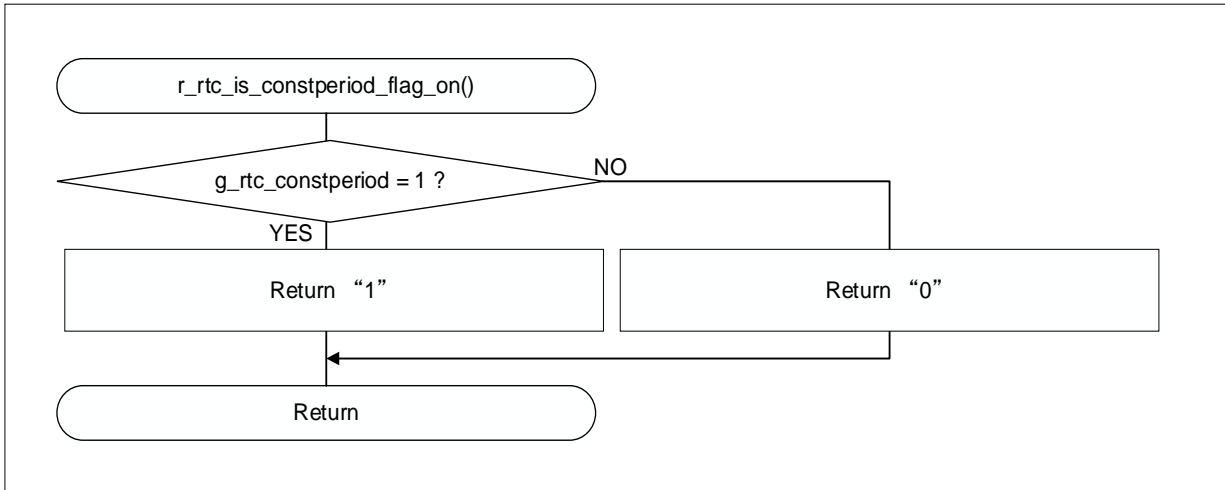 r_rtc_is_constperiod_flag_on()
g_rtc_constperiod = 1 ?
NO
YES
Return “1”
Return “0”
Return